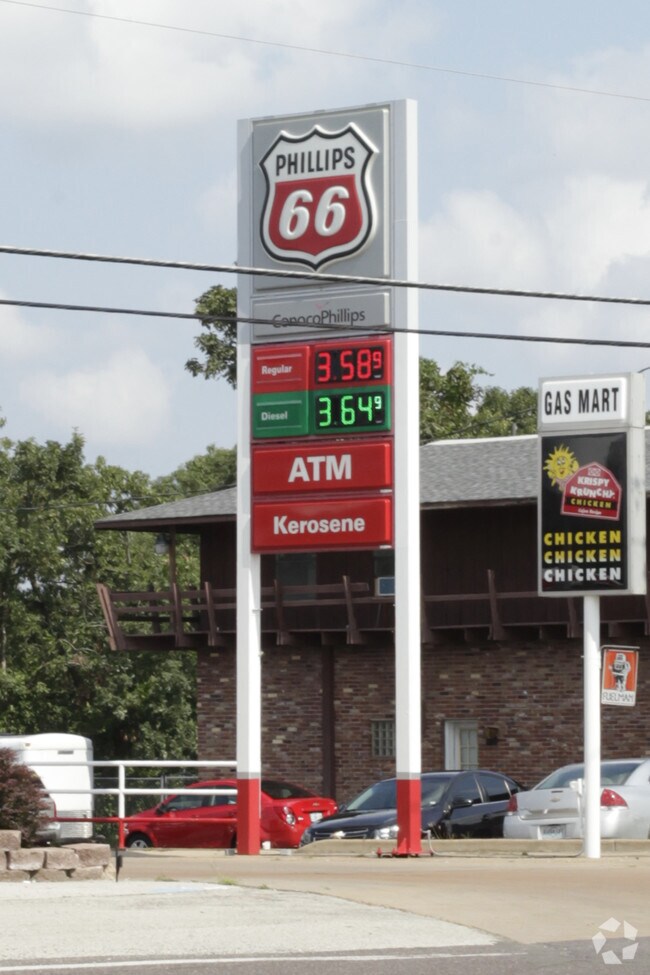 PHILLIPS
66
ConocoPhillips
Regular 3.58 9
Diesel 3.64 9
ATM
Kerosene
GAS MART
KRISPY
KRUNCHY
CHICKEN
CHICKEN
CHICKEN
CHICKEN
FUELMAN